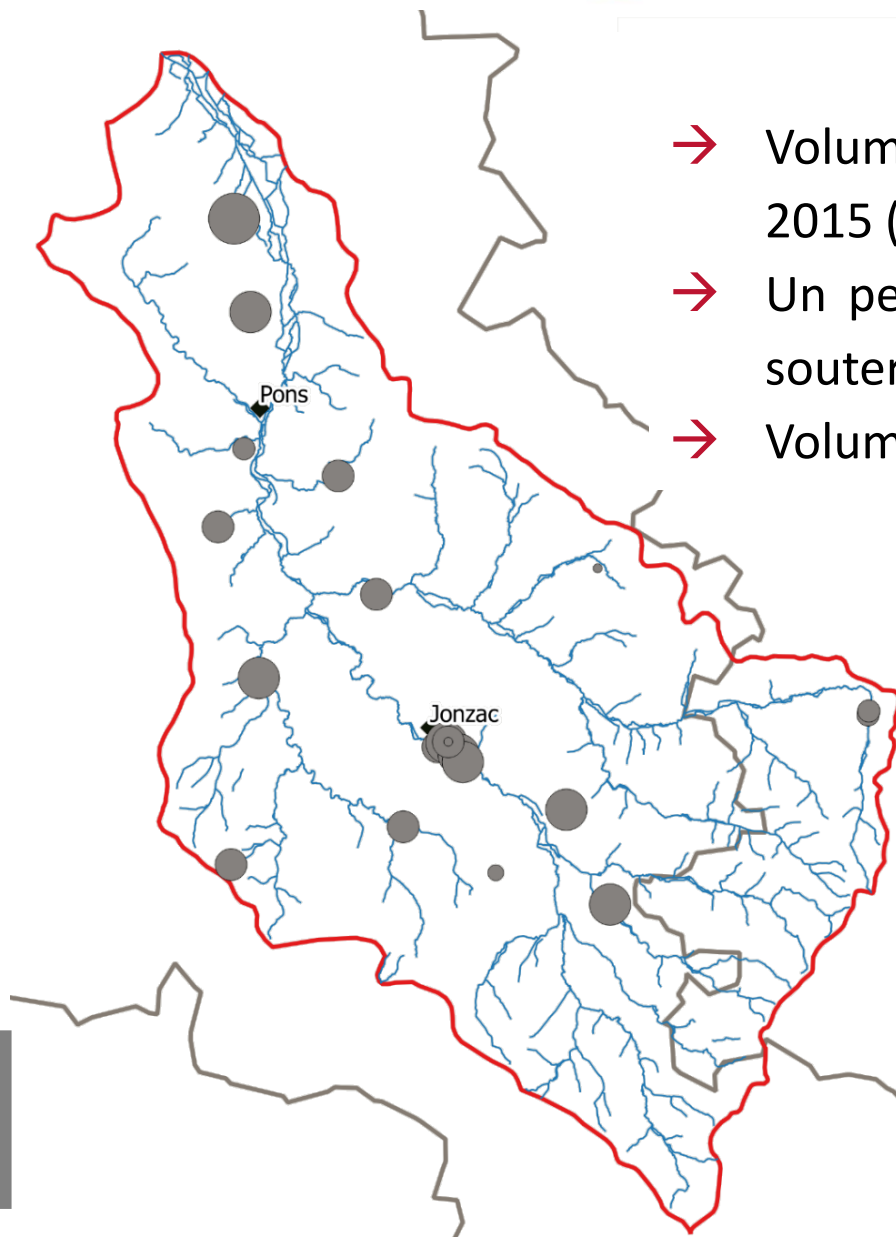 → Volum
2015 (
→ Un pe
souter
→ Volum
Pons
Jonzac